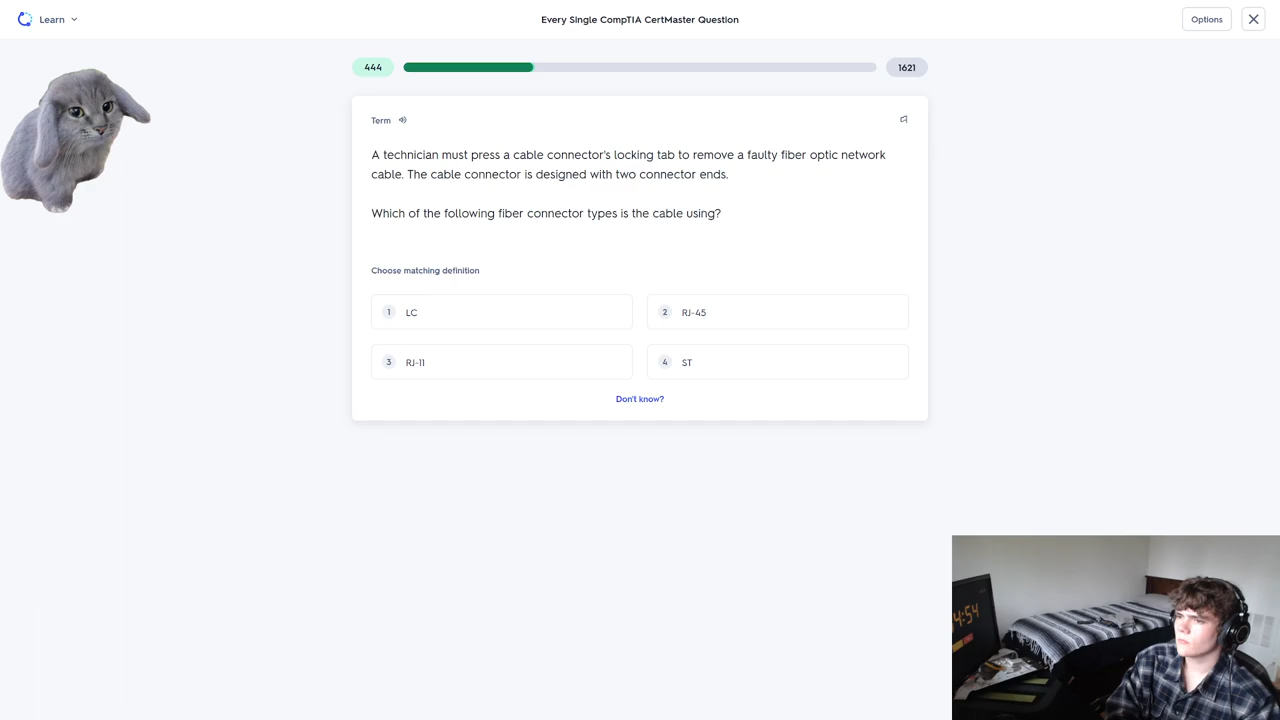 Learn
Every Single CompTIA CertMaster Question
Options
444
1621
Term
A technician must press a cable connector's locking tab to remove a faulty fiber optic network
cable. The cable connector is designed with two connector ends.
Which of the following fiber connector types is the cable using?
Choose matching definition
1 LC
2 RJ-45
3 RJ-11
4 ST
Don't know?
4:54